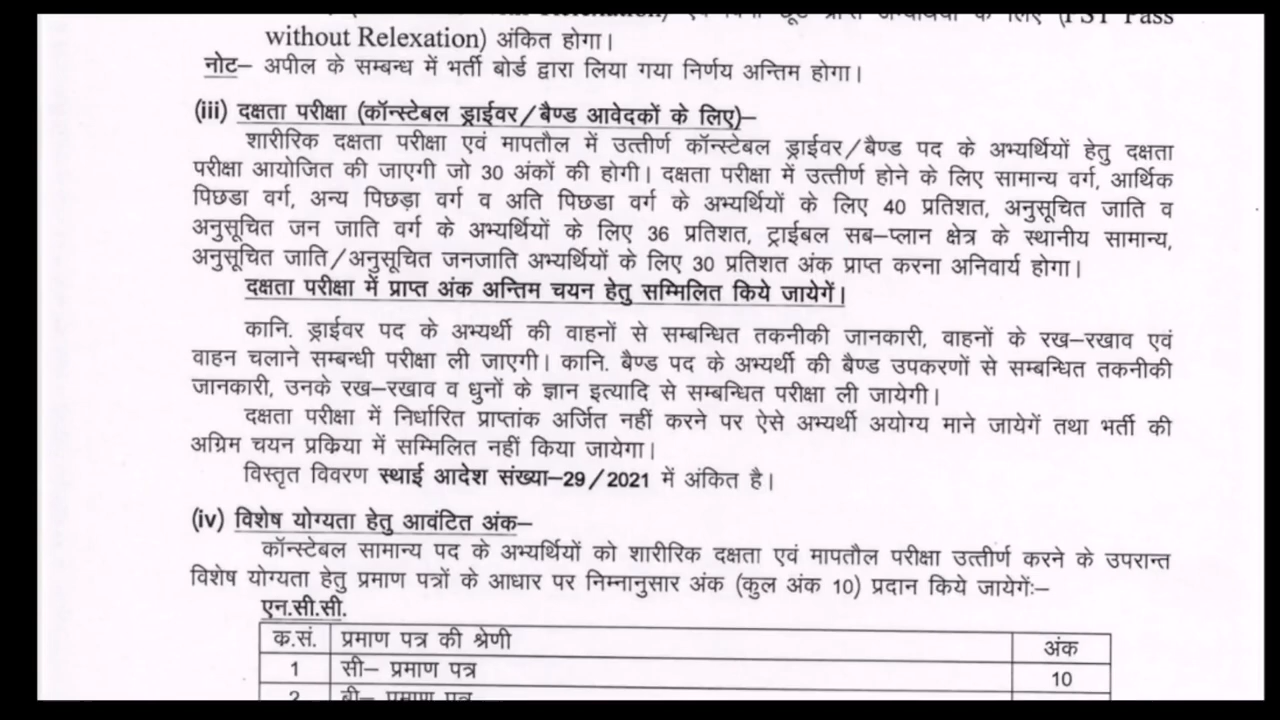 (PST Pass
without Relexation) अंकित होगा।
नोट– अपील के सम्बन्ध में भर्ती बोर्ड द्वारा लिया गया निर्णय अन्तिम होगा।
(iii) दक्षता परीक्षा (कॉन्स्टेबल ड्राईवर/बैण्ड आवेदकों के लिए)–
शारीरिक दक्षता परीक्षा एवं मापतौल में उत्तीर्ण कॉन्स्टेबल ड्राईवर/बैण्ड पद के अभ्यर्थियों हेतु दक्षता
परीक्षा आयोजित की जाएगी जो 30 अंकों की होगी। दक्षता परीक्षा में उत्तीर्ण होने के लिए सामान्य वर्ग, आर्थिक
पिछडा वर्ग, अन्य पिछड़ा वर्ग व अति पिछडा वर्ग के अभ्यर्थियों के लिए 40 प्रतिशत, अनुसूचित जाति व
अनुसूचित जन जाति वर्ग के अभ्यर्थियों के लिए 36 प्रतिशत, ट्राईबल सब–प्लान क्षेत्र के स्थानीय सामान्य,
अनुसूचित जाति/अनुसूचित जनजाति अभ्यर्थियों के लिए 30 प्रतिशत अंक प्राप्त करना अनिवार्य होगा।
दक्षता परीक्षा में प्राप्त अंक अन्तिम चयन हेतु सम्मिलित किये जायेगें।
कानि. ड्राईवर पद के अभ्यर्थी की वाहनों से सम्बन्धित तकनीकी जानकारी, वाहनों के रख–रखाव एवं
वाहन चलाने सम्बन्धी परीक्षा ली जाएगी। कानि. बैण्ड पद के अभ्यर्थी की बैण्ड उपकरणों से सम्बन्धित तकनीकी
जानकारी, उनके रख–रखाव व धुनों के ज्ञान इत्यादि से सम्बन्धित परीक्षा ली जायेगी।
दक्षता परीक्षा में निर्धारित प्राप्तांक अर्जित नहीं करने पर ऐसे अभ्यर्थी अयोग्य माने जायेगें तथा भर्ती की
अग्रिम चयन प्रकिया में सम्मिलित नहीं किया जायेगा।
विस्तृत विवरण स्थाई आदेश संख्या–29/2021 में अंकित है।
(iv) विशेष योग्यता हेतु आवंटित अंक–
कॉन्स्टेबल सामान्य पद के अभ्यर्थियों को शारीरिक दक्षता एवं मापतौल परीक्षा उत्तीर्ण करने के उपरान्त
विशेष योग्यता हेतु प्रमाण पत्रों के आधार पर निम्नानुसार अंक (कुल अंक 10) प्रदान किये जायेगेंः–
एन.सी.सी.
क.सं. प्रमाण पत्र की श्रेणी अंक
1 सी– प्रमाण पत्र 10
2 बी– प्रमाण पत्र